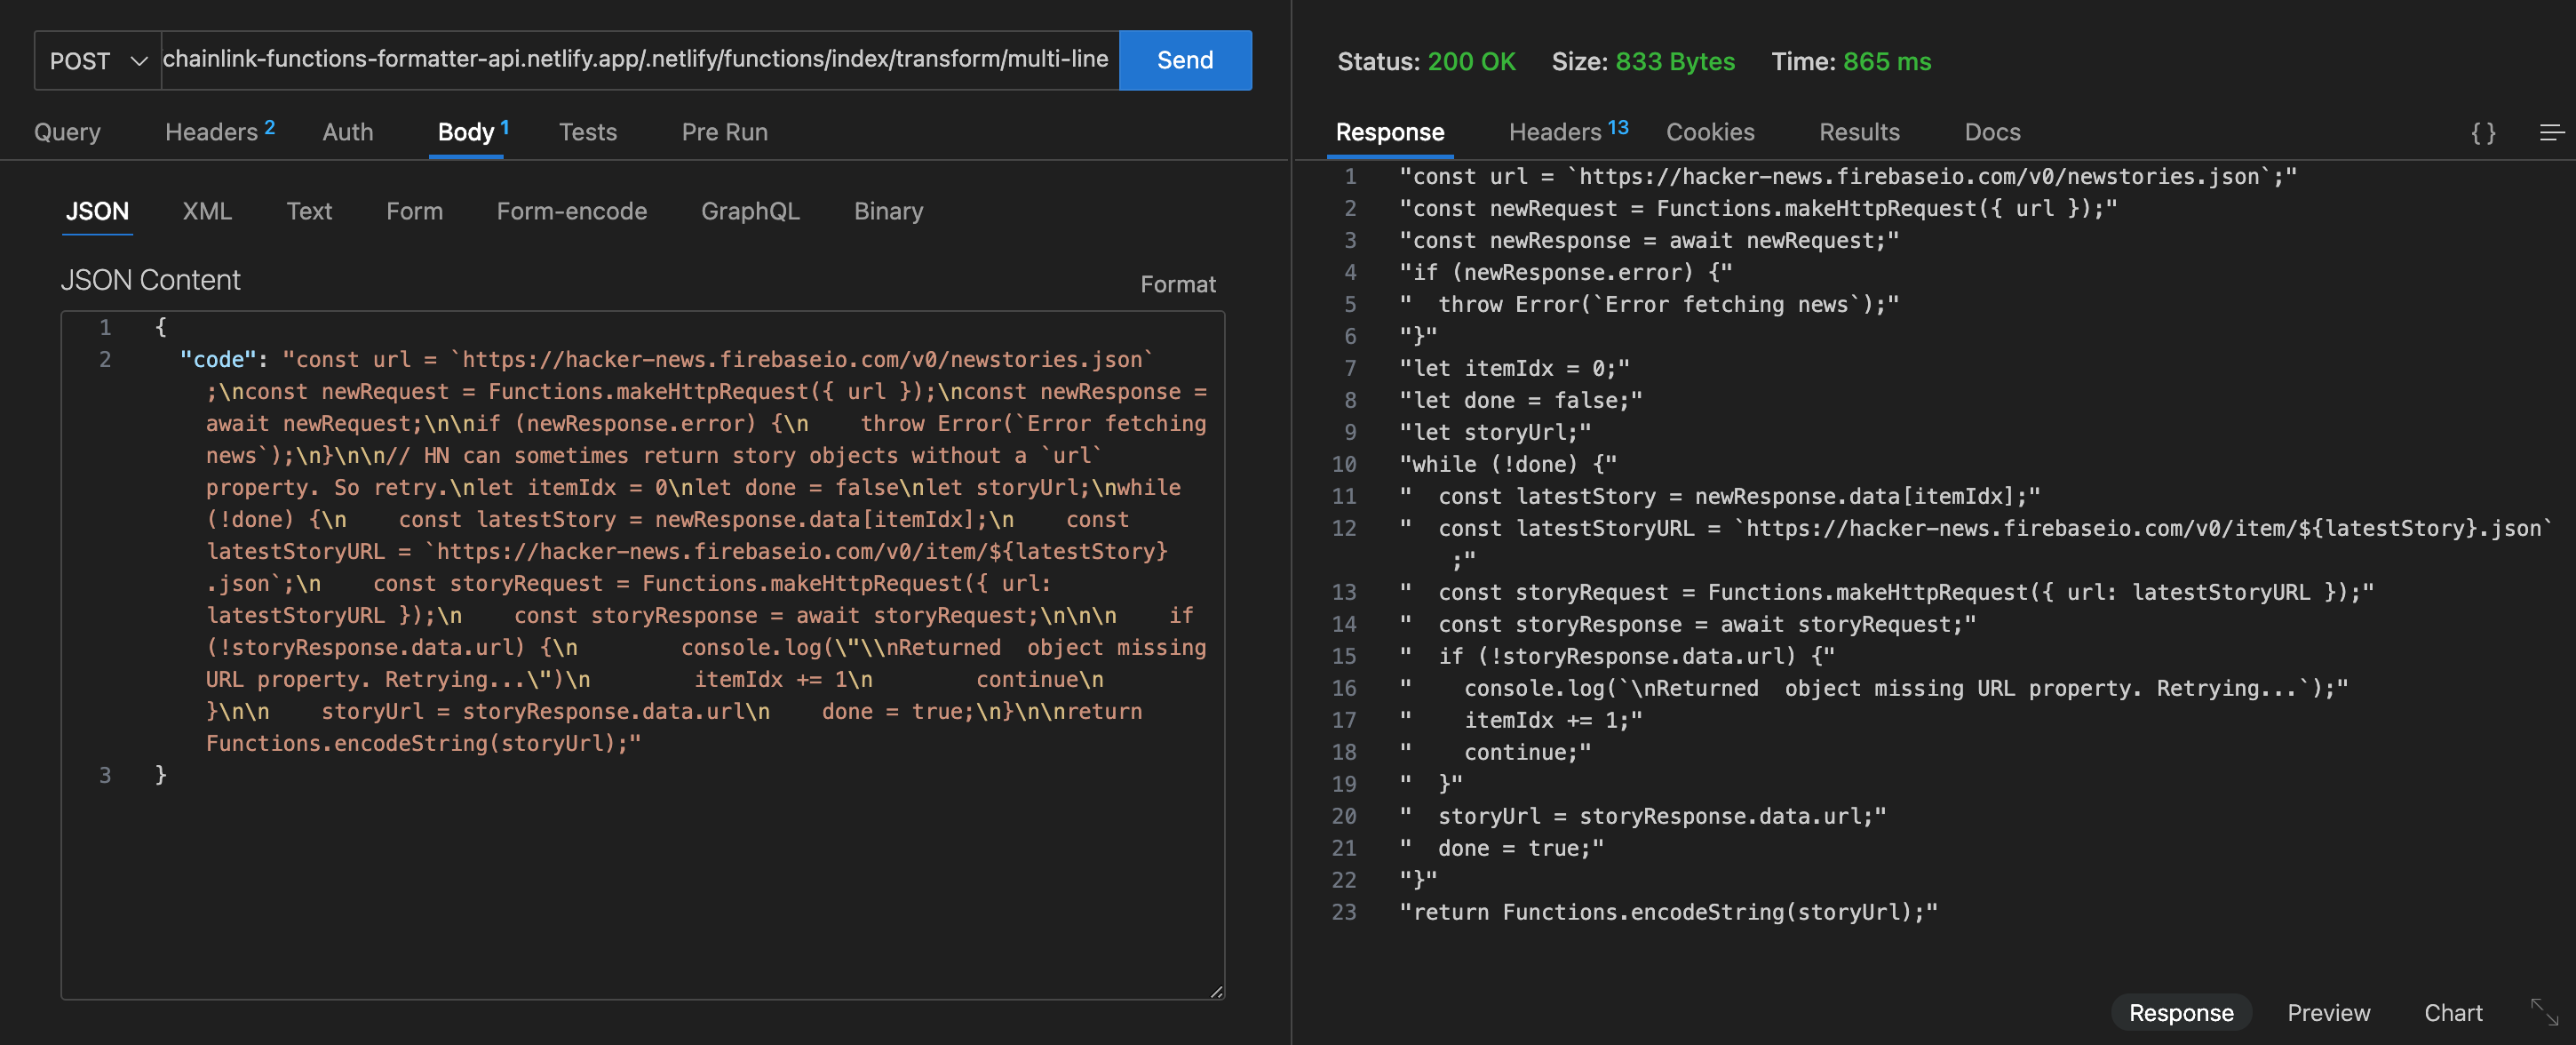 POST
chainlink-functions-formatter-api.netlify.app/.netlify/functions/index/transform/multi-line
Send
Query
Headers 2
Auth
Body 1
Tests
Pre Run
JSON
XML
Text
Form
Form-encode
GraphQL
Binary
JSON Content
Format
1 {
2 "code": "const url = `https://hacker-news.firebaseio.com/v0/newstories.json`
;\nconst newRequest = Functions.makeHttpRequest({ url });\nconst newResponse =
await newRequest;\n\nif (newResponse.error) {\n    throw Error(`Error fetching
news`);\n}\n\n// HN can sometimes return story objects without a `url`
property. So retry.\nlet itemIdx = 0\nlet done = false\nlet storyUrl;\nwhile
(!done) {\n    const latestStory = newResponse.data[itemIdx];\n    const
latestStoryURL = `https://hacker-news.firebaseio.com/v0/item/${latestStory}
.json`;\n    const storyRequest = Functions.makeHttpRequest({ url:
latestStoryURL });\n    const storyResponse = await storyRequest;\n\n\n    if
(!storyResponse.data.url) {\n        console.log(\"\\nReturned  object missing
URL property. Retrying...\")\n        itemIdx += 1\n        continue\n
}\n\n    storyUrl = storyResponse.data.url\n    done = true;\n}\n\nreturn
Functions.encodeString(storyUrl);"
3 }
Status: 200 OK
Size: 833 Bytes
Time: 865 ms
Response
Headers 13
Cookies
Results
Docs
{ }
1 "const url = `https://hacker-news.firebaseio.com/v0/newstories.json`;"
2 "const newRequest = Functions.makeHttpRequest({ url });"
3 "const newResponse = await newRequest;"
4 "if (newResponse.error) {"
5 "  throw Error(`Error fetching news`);"
6 "}"
7 "let itemIdx = 0;"
8 "let done = false;"
9 "let storyUrl;"
10 "while (!done) {"
11 "  const latestStory = newResponse.data[itemIdx];"
12 "  const latestStoryURL = `https://hacker-news.firebaseio.com/v0/item/${latestStory}.json`
;"
13 "  const storyRequest = Functions.makeHttpRequest({ url: latestStoryURL });"
14 "  const storyResponse = await storyRequest;"
15 "  if (!storyResponse.data.url) {"
16 "    console.log(`\nReturned  object missing URL property. Retrying...`);"
17 "    itemIdx += 1;"
18 "    continue;"
19 "  }"
20 "  storyUrl = storyResponse.data.url;"
21 "  done = true;"
22 "}"
23 "return Functions.encodeString(storyUrl);"
Response
Preview
Chart